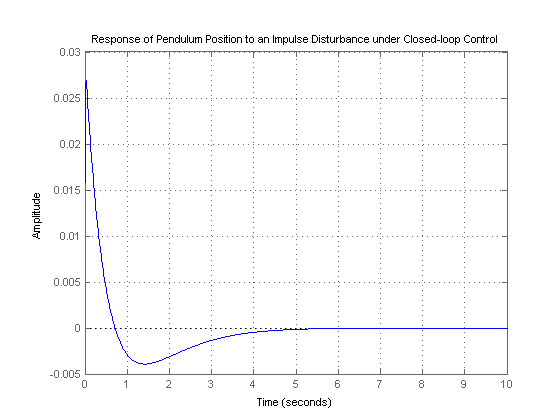 Response of Pendulum Position to an Impulse Disturbance under Closed-loop Control
0.03
0.025
0.02
0.015
0.01
0.005
0
-0.005
Amplitude
0 1 2 3 4 5 6 7 8 9 10
Time (seconds)